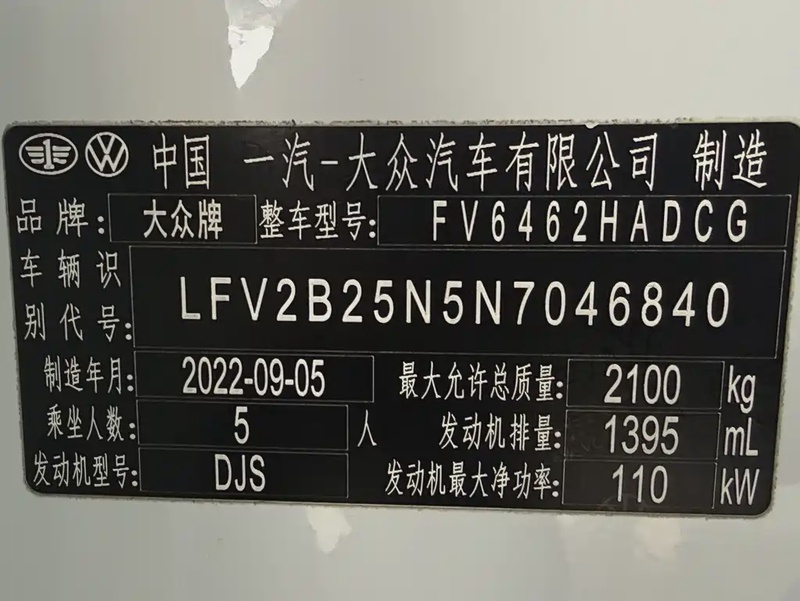 中国 一汽-大众汽车有限公司 制造
品牌: 大众牌 整车型号: FV6462HADCG
车辆识别代号: LFV2B25N5N7046840
制造年月: 2022-09-05 最大允许总质量: 2100 kg
乘坐人数: 5 人 发动机排量: 1395 mL
发动机型号: DJS 发动机最大净功率: 110 kW